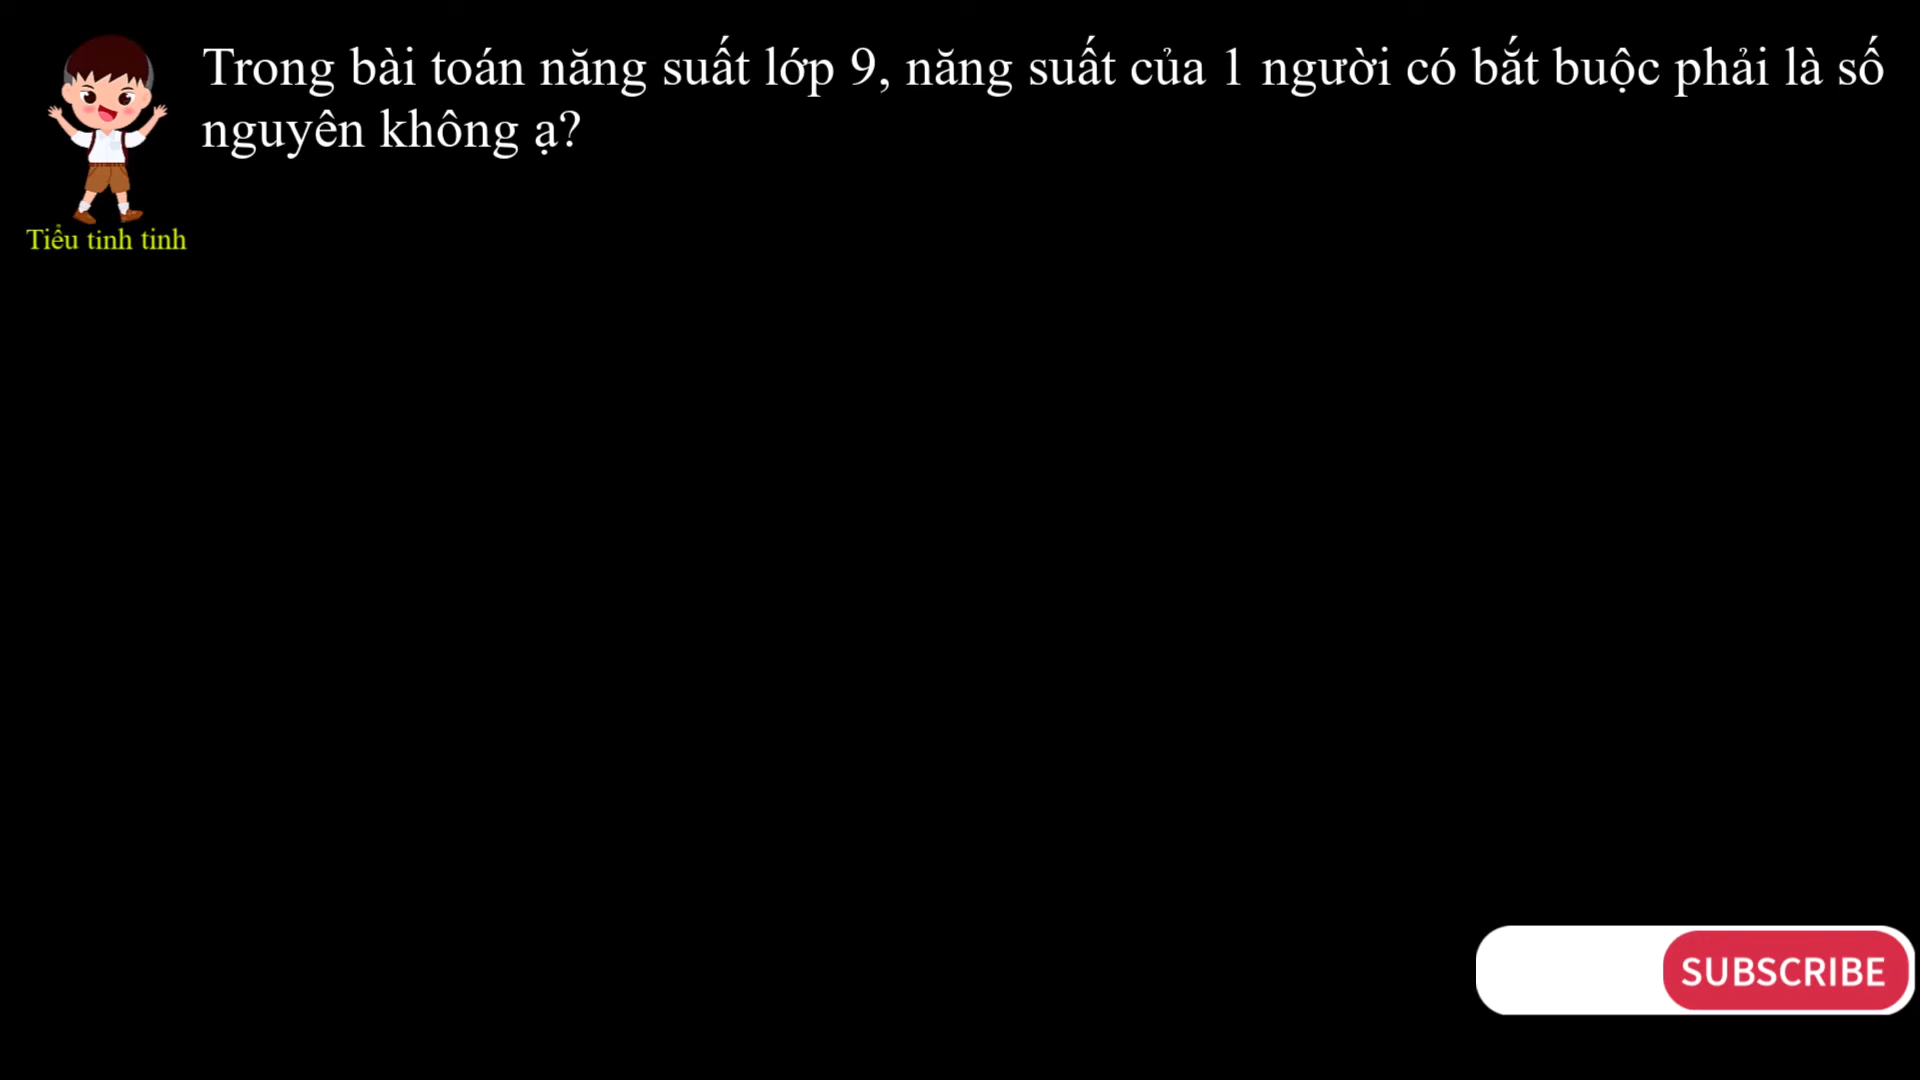 Trong bài toán năng suất lớp 9, năng suất của 1 người có bắt buộc phải là số
nguyên không ạ?
Tiểu tinh tinh
SUBSCRIBE